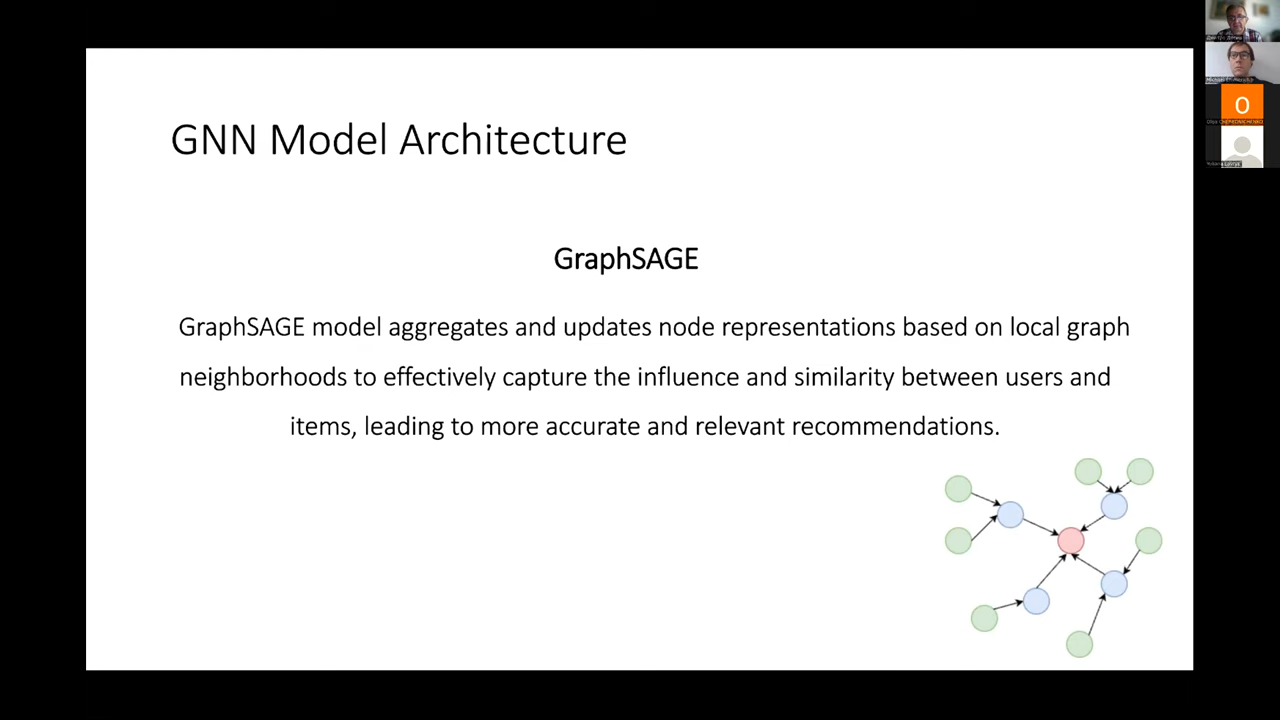 GNN Model Architecture
GraphSAGE
GraphSAGE model aggregates and updates node representations based on local graph
neighborhoods to effectively capture the influence and similarity between users and
items, leading to more accurate and relevant recommendations.
O